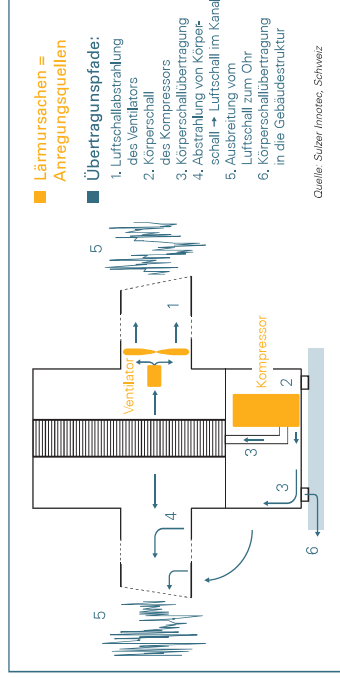 Lärmursachen =
Anregungsquellen
Übertragunspfade:
1. Luftschallabstrahlung
des Ventilators
2. Körperschall
des Kompressors
3. Körperschallübertragung
4. Abstrahlung von Körper-
schall → Luftschall im Kanal
5. Ausbreitung vom
Luftschall zum Ohr
6. Körperschallübertragung
in die Gebäudestruktur
Quelle: Sulzer Innotec, Schweiz
5
1
Ventilator
Kompressor
2
3
3
4
5
6